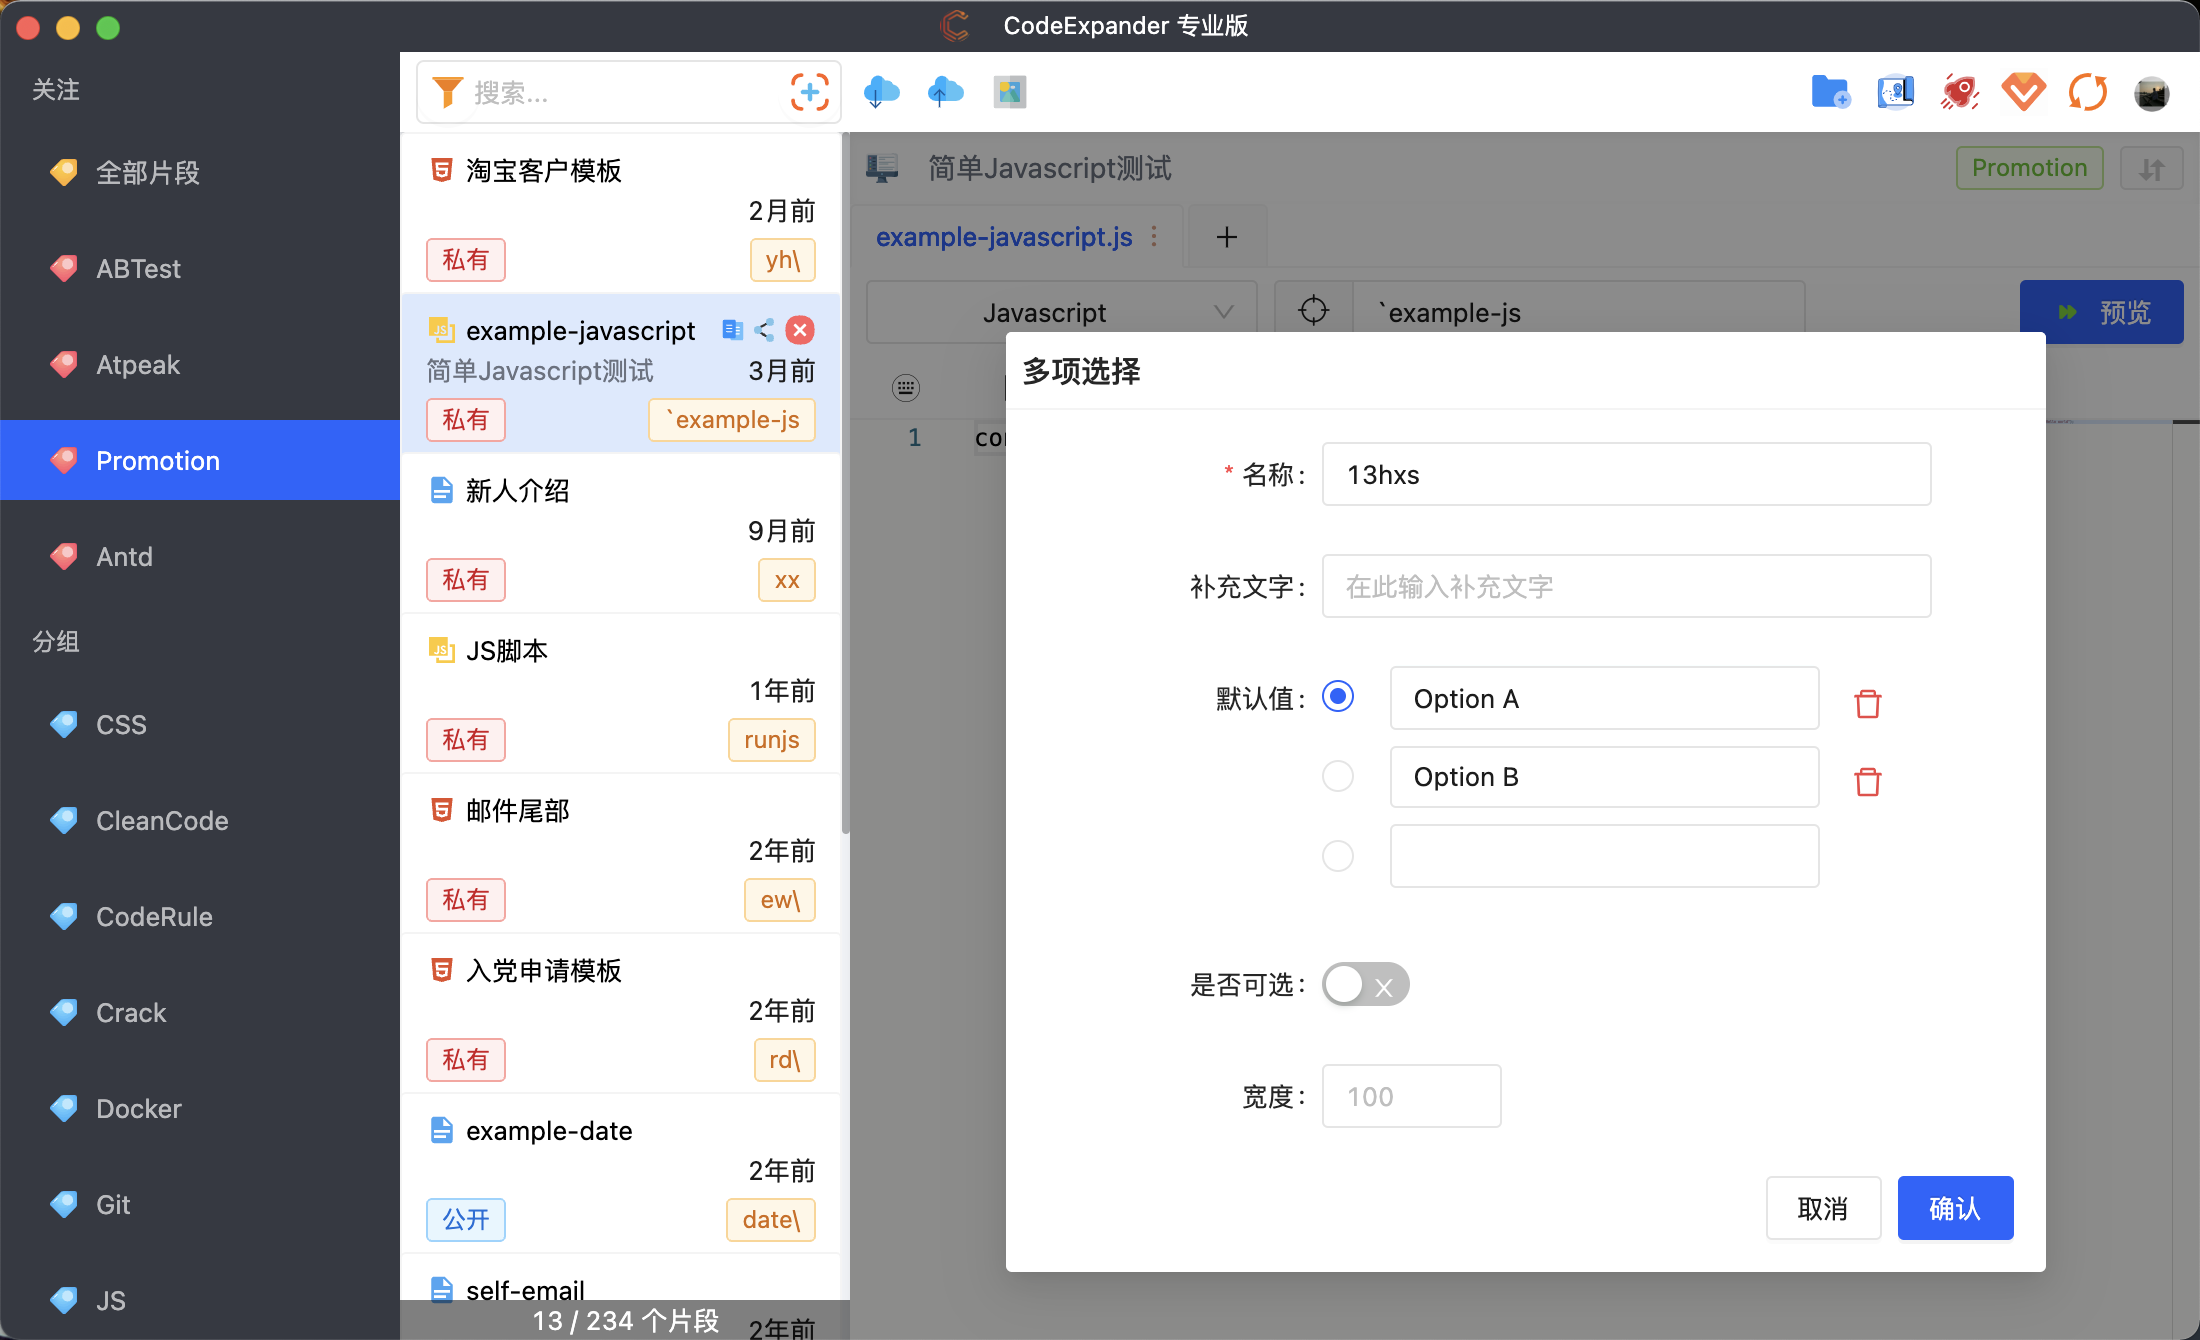 CodeExpander 专业版
关注
全部片段
ABTest
Atpeak
Promotion
Antd
分组
CSS
CleanCode
CodeRule
Crack
Docker
Git
JS
搜索...
淘宝客户模板
2月前
私有
yh\
example-javascript
简单Javascript测试
3月前
私有
`example-js
新人介绍
9月前
私有
xx
JS脚本
1年前
私有
runjs
邮件尾部
2年前
私有
ew\
入党申请模板
2年前
私有
rd\
example-date
2年前
公开
date\
self-email
2年前
13 / 234 个片段
简单Javascript测试
Promotion
example-javascript.js
+
Javascript
`example-js
预览
1
多项选择
* 名称:
13hxs
补充文字:
在此输入补充文字
默认值:
Option A
Option B
是否可选:
宽度:
100
取消
确认